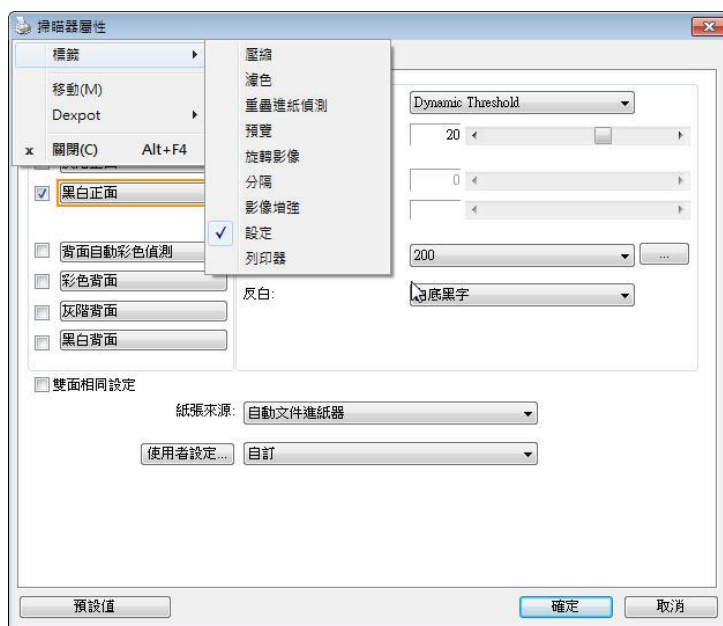 掃瞄器屬性
標籤
移動(M)
Dexpot
x 關閉(C) Alt+F4
壓縮
濾色
重疊進紙偵測
預覽
旋轉影像
分隔
影像增強
設定
列印器
Dynamic Threshold
20
0
黑白正面
背面自動彩色偵測
彩色背面
灰階背面
黑白背面
200
...
反白:
底黑字
雙面相同設定
紙張來源: 自動文件進紙器
使用者設定... 自訂
預設值
確定
取消